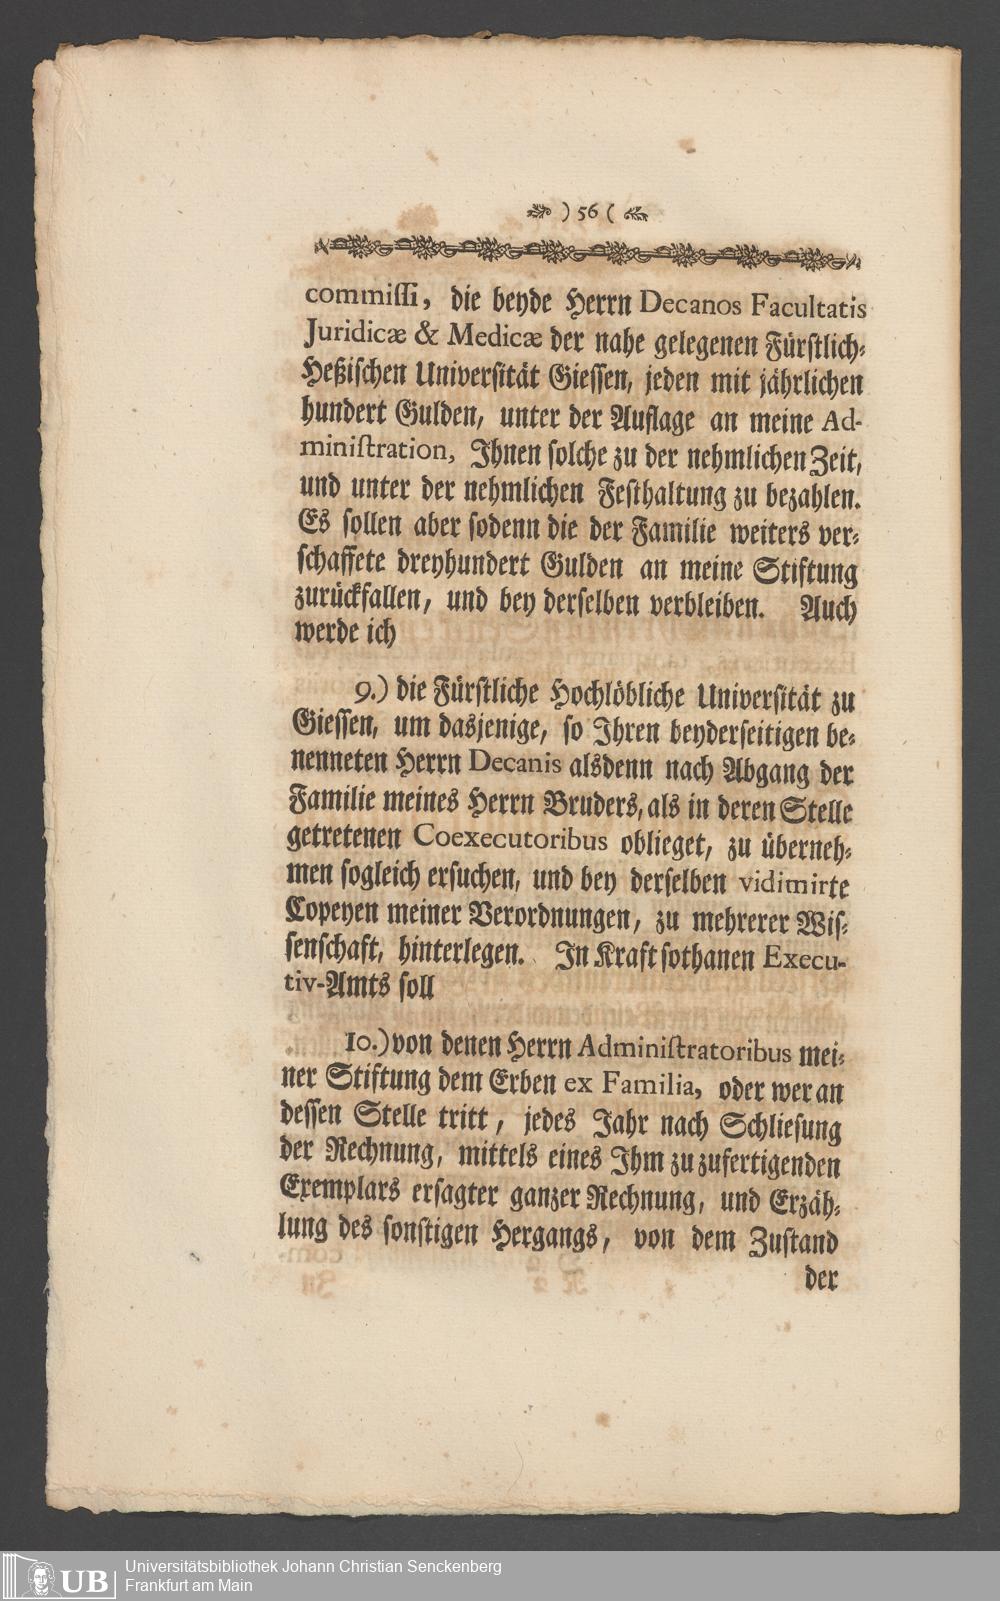 ) 56 (
commissi, die beyde Herrn Decanos Facultatis
Juridicæ & Medicæ der nahe gelegenen Fürstlich-
Heßischen Universität Giessen, jeden mit jährlichen
hundert Gulden, unter der Auflage an meine Ad-
ministration, Ihnen solche zu der nehmlichen Zeit,
und unter der nehmlichen Festhaltung zu bezahlen.
Es sollen aber sodenn die der Familie weiters ver-
schaffete dreyhundert Gulden an meine Stiftung
zurückfallen, und bey derselben verbleiben. Auch
werde ich
9.) die Fürstliche Hochlöbliche Universität zu
Giessen, um dasjenige, so Ihren beyderseitigen be-
nenneten Herrn Decanis alsdenn nach Abgang der
Familie meines Herrn Bruders, als in deren Stelle
getretenen Coexecutoribus oblieget, zu überneh-
men sogleich ersuchen, und bey derselben vidimirte
Copeyen meiner Verordnungen, zu mehrerer Wis-
senschaft, hinterlegen. In Kraft sothanen Execu-
tiv-Amts soll
10.) von denen Herrn Administratoribus mei-
ner Stiftung dem Erben ex Familia, oder wer an
dessen Stelle tritt, jedes Jahr nach Schliesung
der Rechnung, mittels eines Ihm zu zufertigenden
Exemplars ersagter ganzer Rechnung, und Erzäh-
lung des sonstigen Hergangs, von dem Zustand
der
UB Universitätsbibliothek Johann Christian Senckenberg
Frankfurt am Main